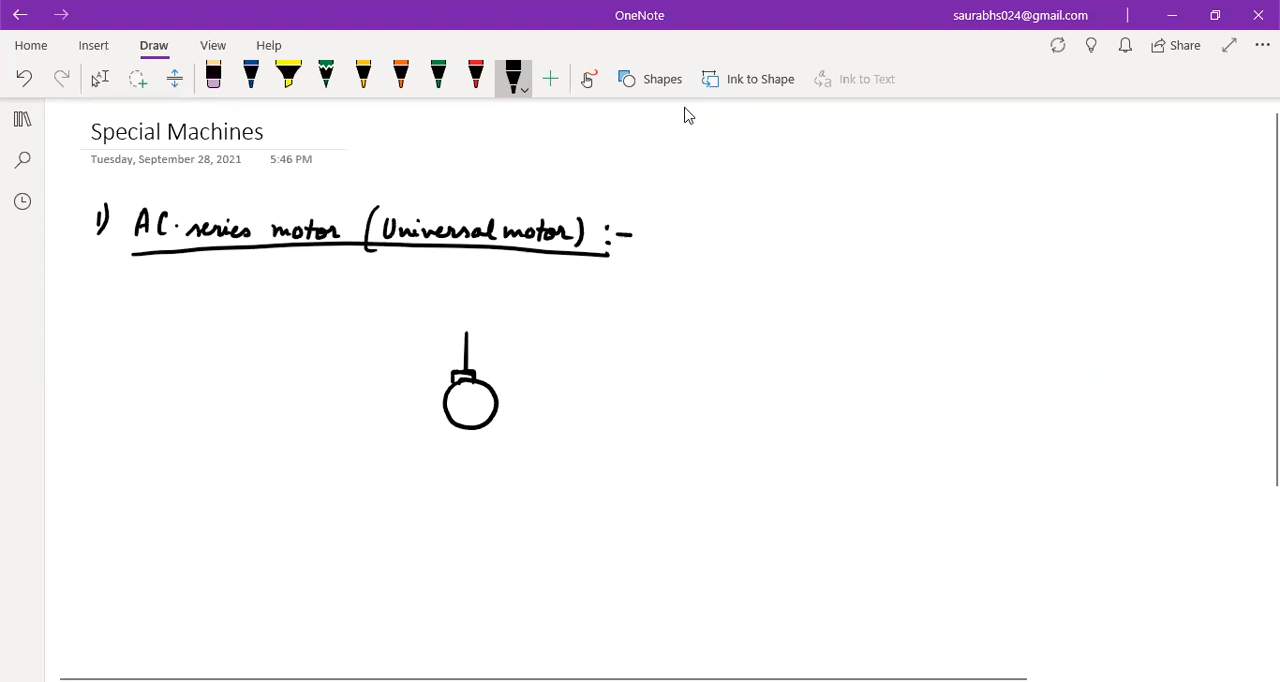 OneNote
saurabhs024@gmail.com
Home Insert Draw View Help
Share
Shapes
Ink to Shape
Ink to Text
Special Machines
Tuesday, September 28, 2021 5:46 PM
1) AC. series motor (Universal motor) :-